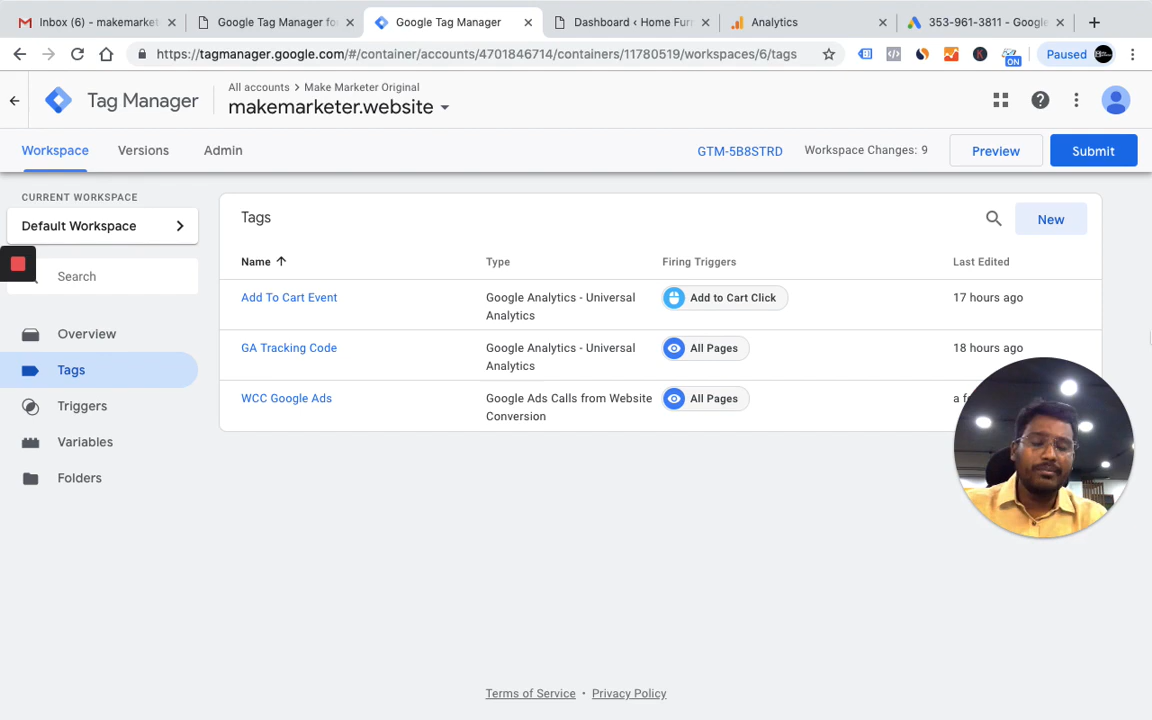 Inbox (6) - makemarket
Google Tag Manager fo
Google Tag Manager
Dashboard ‹ Home Furn
Analytics
353-961-3811 - Google
https://tagmanager.google.com/#/container/accounts/4701846714/containers/11780519/workspaces/6/tags
ON
Paused
Tag Manager
All accounts > Make Marketer Original
makemarketer.website
Workspace
Versions
Admin
GTM-5B8STRD
Workspace Changes: 9
Preview
Submit
CURRENT WORKSPACE
Default Workspace
Search
Overview
Tags
Triggers
Variables
Folders
Tags
New
Name
Type
Firing Triggers
Last Edited
Add To Cart Event
Google Analytics - Universal
Analytics
Add to Cart Click
17 hours ago
GA Tracking Code
Google Analytics - Universal
Analytics
All Pages
18 hours ago
WCC Google Ads
Google Ads Calls from Website
Conversion
All Pages
Terms of Service • Privacy Policy